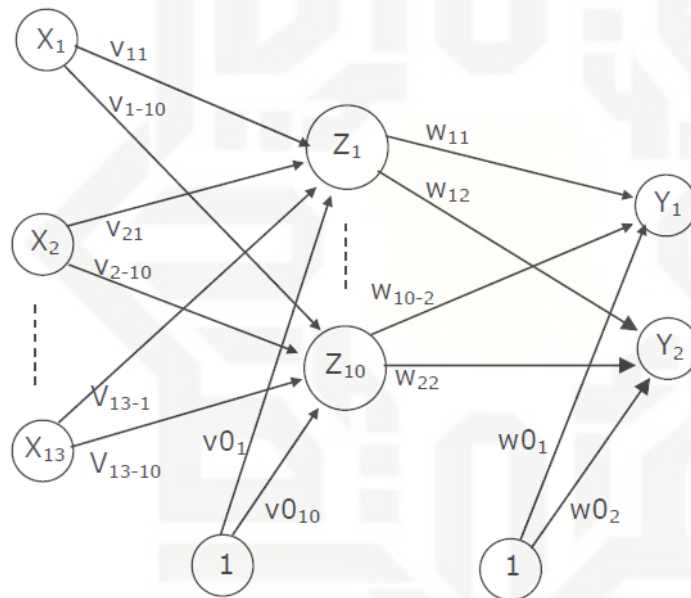 X₁
v₁₁
v₁₋₁₀
Z₁
w₁₁
w₁₂
Y₁
X₂
v₂₁
v₂₋₁₀
w₁₀₋₂
Z₁₀
w₂₂
Y₂
V₁₃₋₁
X₁₃
V₁₃₋₁₀
v0₁
v0₁₀
w0₁
w0₂
1
1